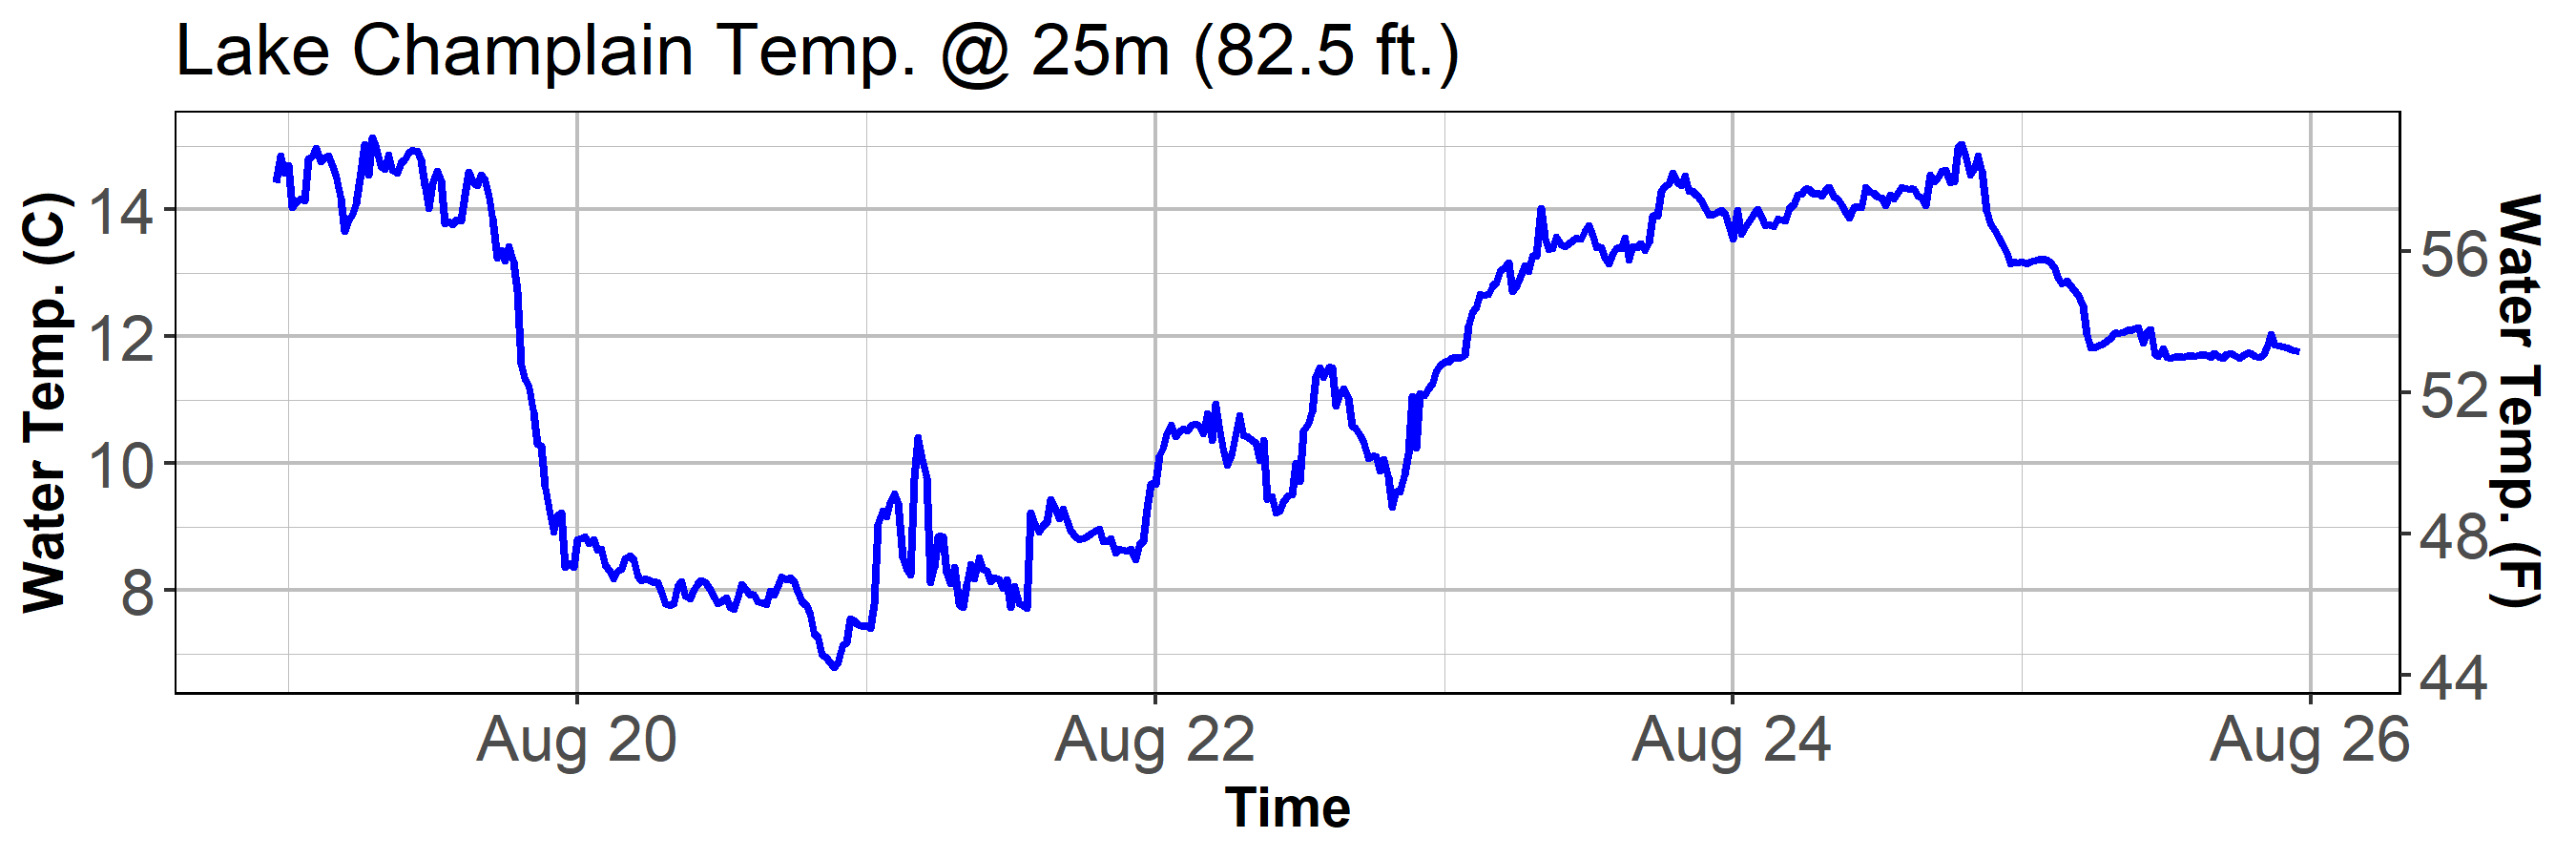 Lake Champlain Temp. @ 25m (82.5 ft.)
Water Temp. (C)
14
12
10
8
56
52
48
44
Water Temp. (F)
Aug 20
Aug 22
Aug 24
Aug 26
Time